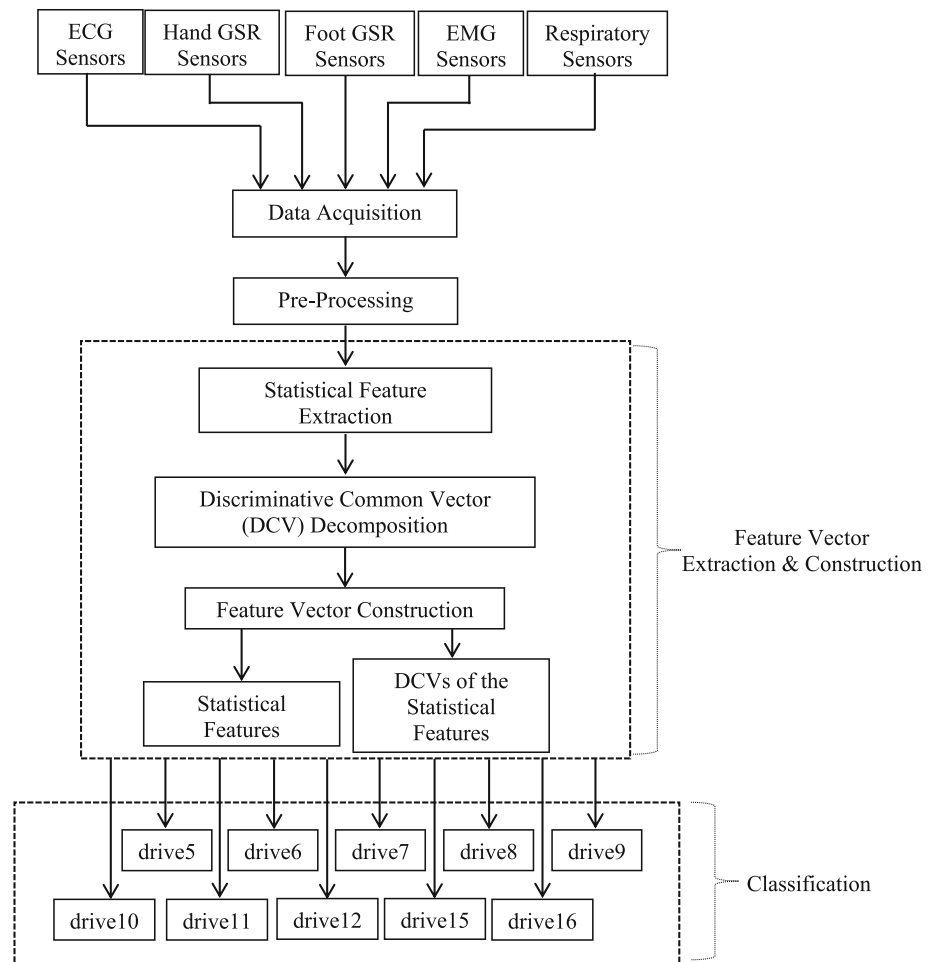 ECG
Sensors
Hand GSR
Sensors
Foot GSR
Sensors
EMG
Sensors
Respiratory
Sensors
Data Acquisition
Pre-Processing
Statistical Feature
Extraction
Discriminative Common Vector
(DCV) Decomposition
Feature Vector Construction
Statistical
Features
DCVs of the
Statistical
Features
Feature Vector
Extraction & Construction
drive5
drive6
drive7
drive8
drive9
drive10
drive11
drive12
drive15
drive16
Classification